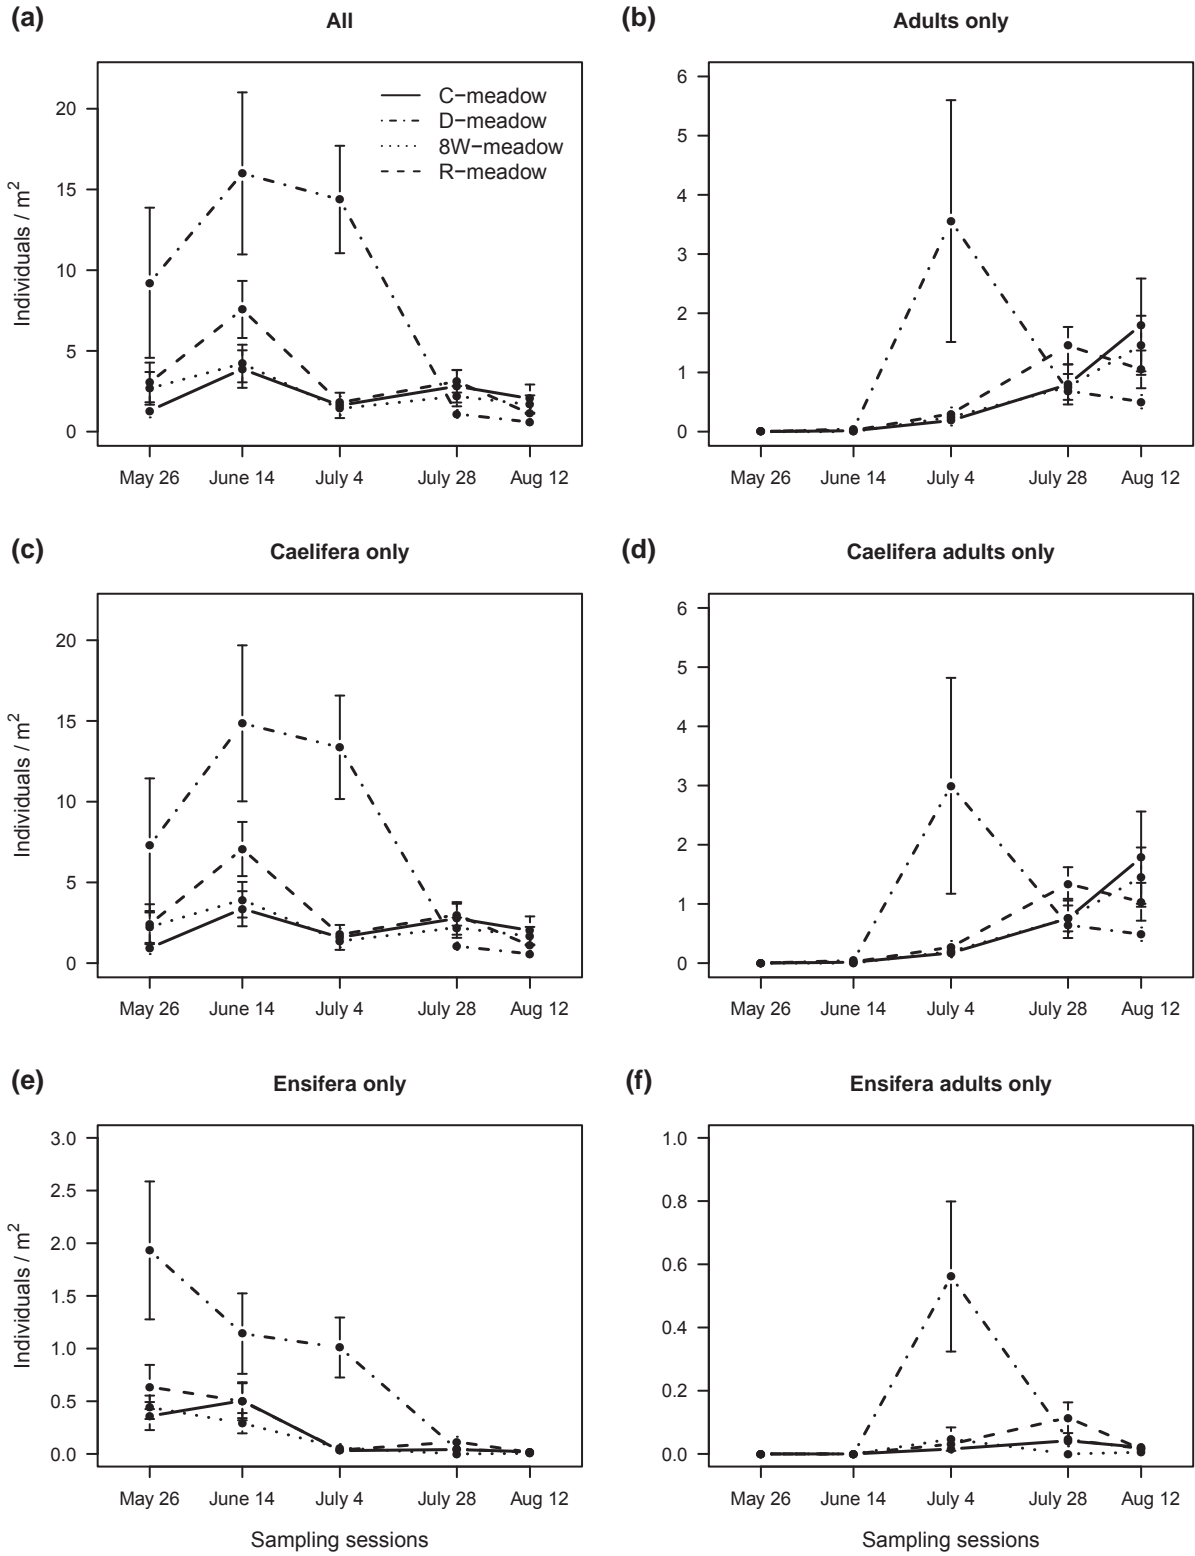 (a) All
Individuals / m²
20
15
10
5
0
C−meadow
D−meadow
8W−meadow
R−meadow
May 26 June 14 July 4 July 28 Aug 12
(b) Adults only
6
5
4
3
2
1
0
May 26 June 14 July 4 July 28 Aug 12
(c) Caelifera only
Individuals / m²
20
15
10
5
0
May 26 June 14 July 4 July 28 Aug 12
(d) Caelifera adults only
6
5
4
3
2
1
0
May 26 June 14 July 4 July 28 Aug 12
(e) Ensifera only
Individuals / m²
3.0
2.5
2.0
1.5
1.0
0.5
0.0
May 26 June 14 July 4 July 28 Aug 12
Sampling sessions
(f) Ensifera adults only
1.0
0.8
0.6
0.4
0.2
0.0
May 26 June 14 July 4 July 28 Aug 12
Sampling sessions